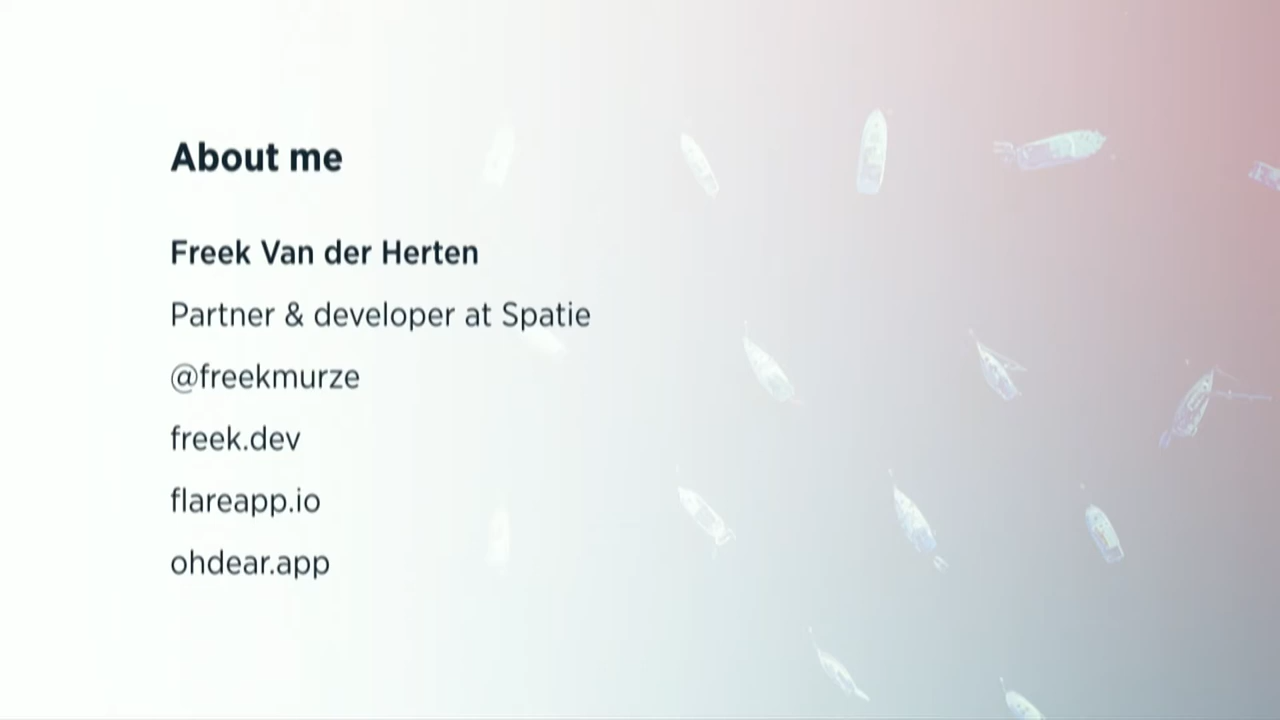 About me
Freek Van der Herten
Partner & developer at Spatie
@freekmurze
freek.dev
flareapp.io
ohdear.app